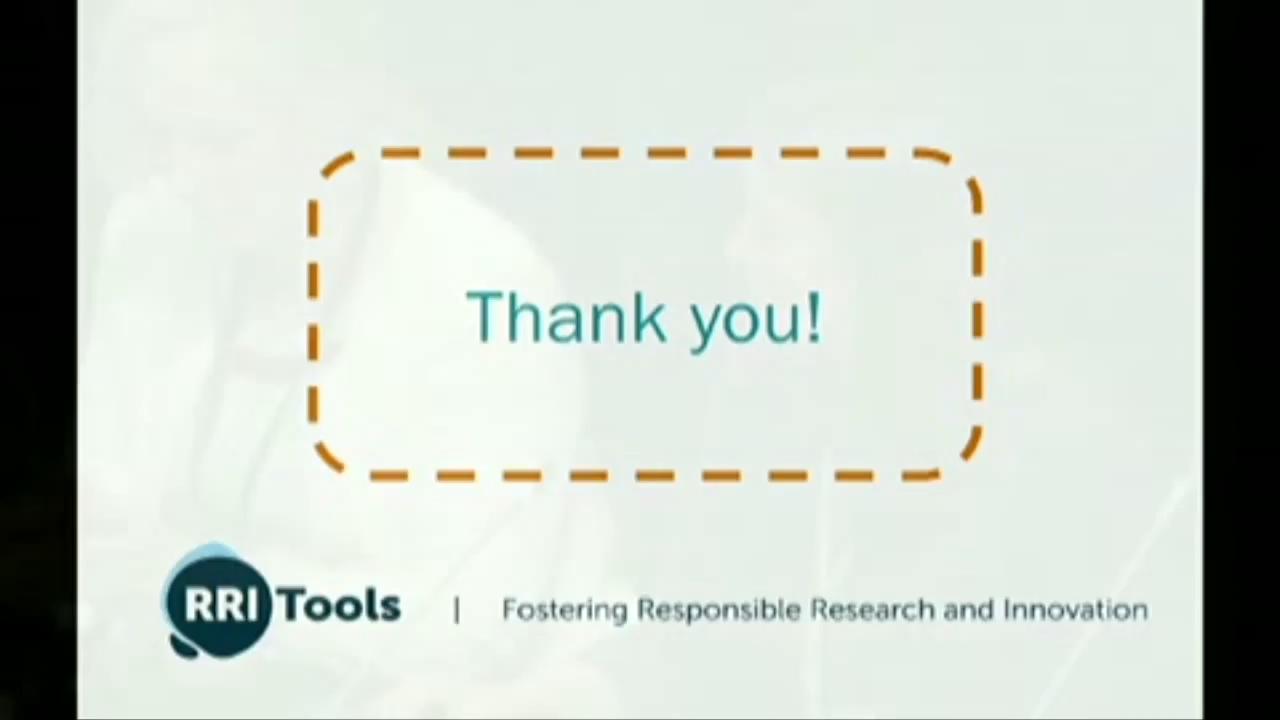 Thank you!
RRI Tools | Fostering Responsible Research and Innovation